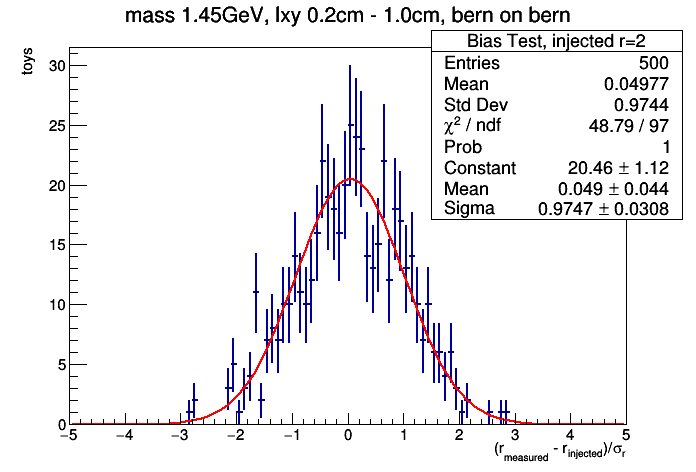 mass 1.45GeV, lxy 0.2cm - 1.0cm, bern on bern
Bias Test, injected r=2
Entries 500
Mean 0.04977
Std Dev 0.9744
χ² / ndf 48.79 / 97
Prob 1
Constant 20.46 ± 1.12
Mean 0.049 ± 0.044
Sigma 0.9747 ± 0.0308
toys
30
25
20
15
10
5
0
−5 −4 −3 −2 −1 0 1 2 3 4 5
(r_measured - r_injected)/σ_r